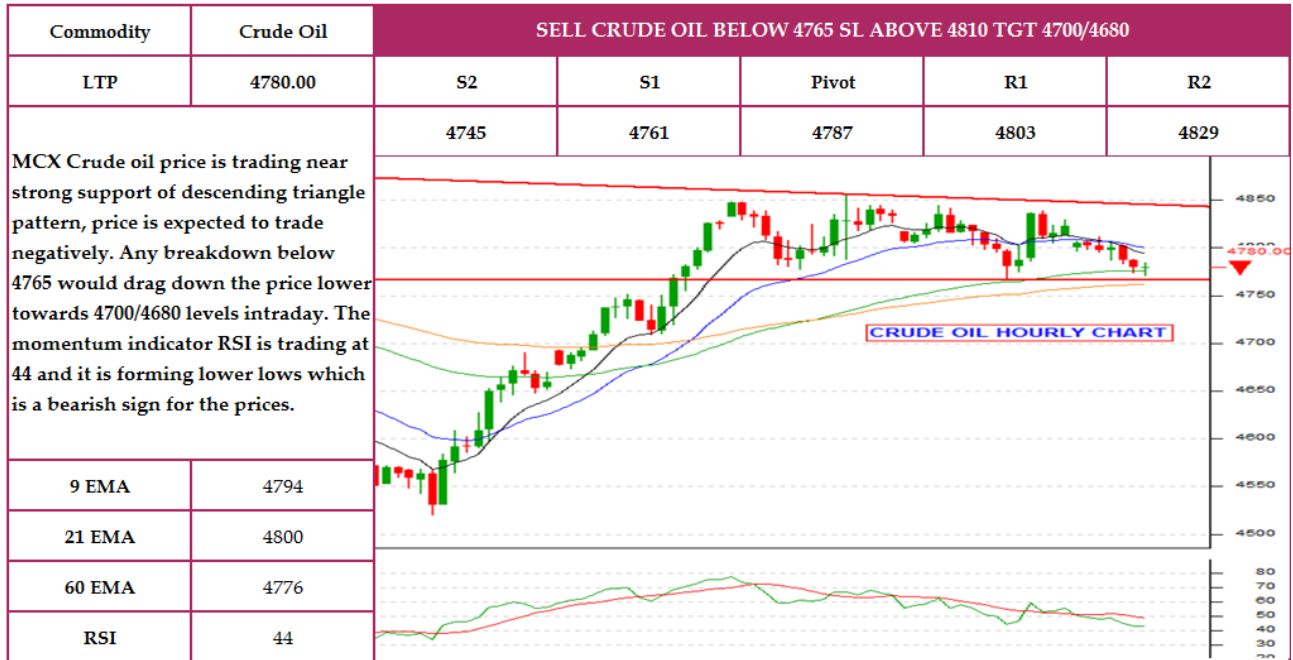 Commodity
Crude Oil
SELL CRUDE OIL BELOW 4765 SL ABOVE 4810 TGT 4700/4680
LTP
4780.00
S2
S1
Pivot
R1
R2
4745
4761
4787
4803
4829
MCX Crude oil price is trading near
strong support of descending triangle
pattern, price is expected to trade
negatively. Any breakdown below
4765 would drag down the price lower
towards 4700/4680 levels intraday. The
momentum indicator RSI is trading at
44 and it is forming lower lows which
is a bearish sign for the prices.
9 EMA
4794
21 EMA
4800
60 EMA
4776
RSI
44
CRUDE OIL HOURLY CHART
4850
4800
4780.00
4750
4700
4650
4600
4550
4500
80
70
60
50
40
30
20